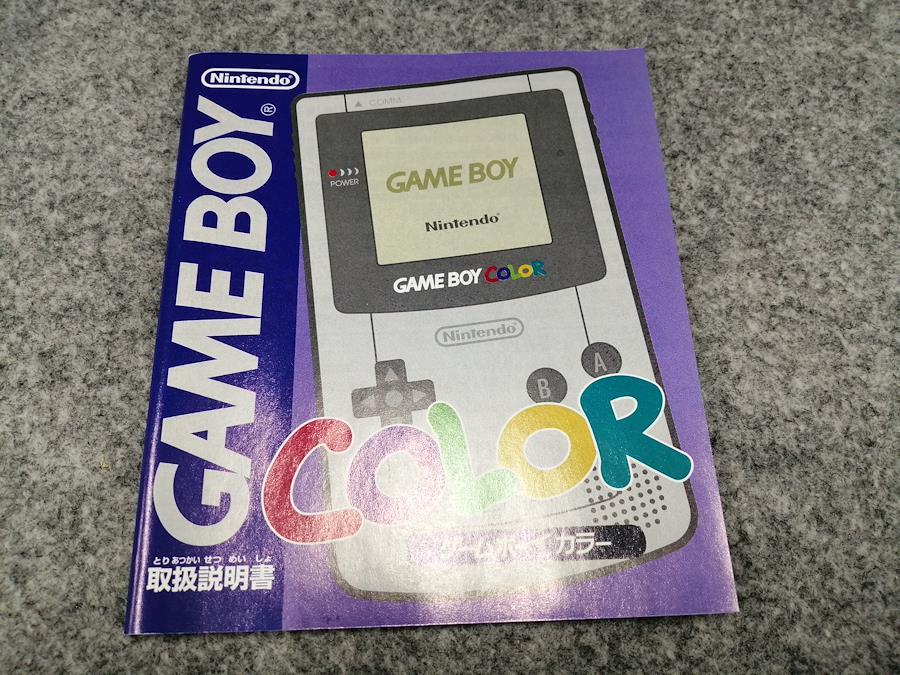 Nintendo®
GAME BOY®
とりあつかいせつめいしょ
取扱説明書
COMM.
POWER
GAME BOY
Nintendo®
GAME BOY COLOR
Nintendo
B
A
COLOR
ゲームボーイカラー